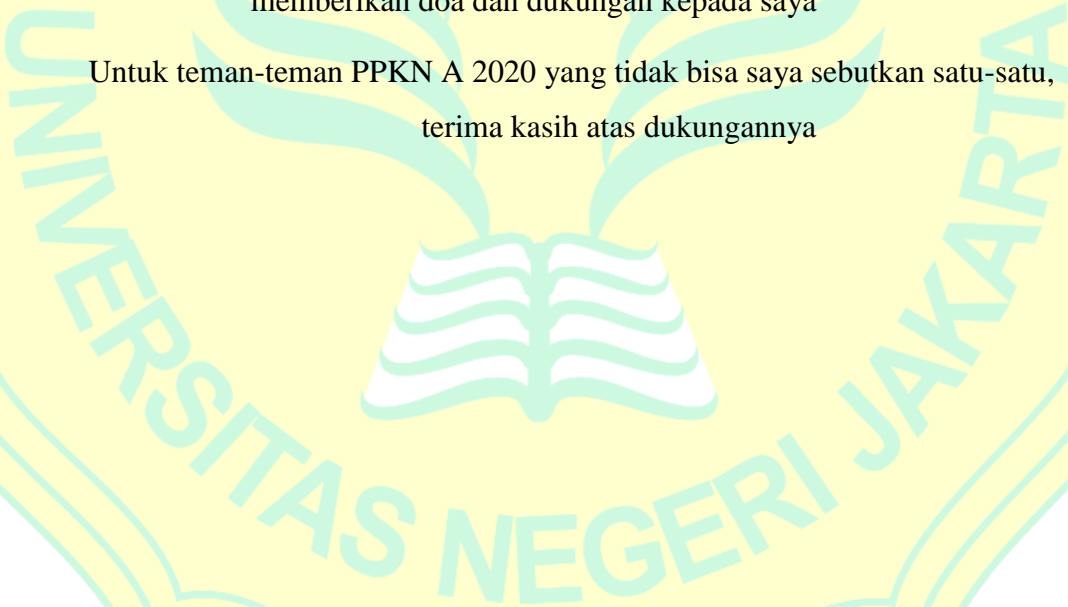 memberikan doa dan dukungan kepada saya
Untuk teman-teman PPKN A 2020 yang tidak bisa saya sebutkan satu-satu,
terima kasih atas dukungannya
UNIVERSITAS NEGERI JAKARTA